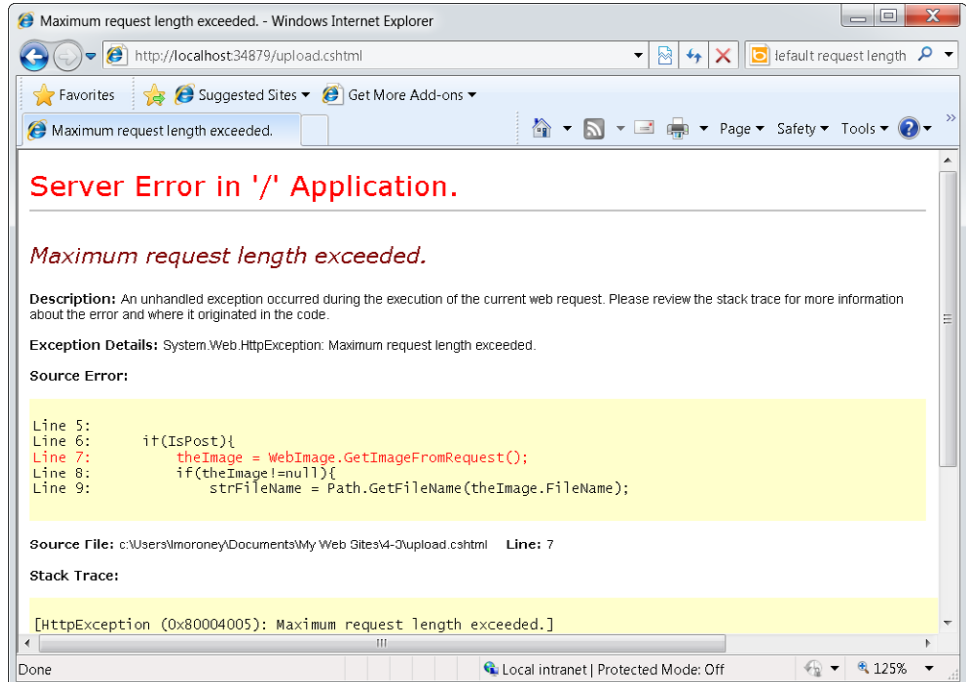 Maximum request length exceeded. - Windows Internet Explorer
http://localhost:34879/upload.cshtml
lefault request length
Favorites Suggested Sites Get More Add-ons
Maximum request length exceeded.
Page Safety Tools
Server Error in '/' Application.
Maximum request length exceeded.
Description: An unhandled exception occurred during the execution of the current web request. Please review the stack trace for more information
about the error and where it originated in the code.
Exception Details: System.Web.HttpException: Maximum request length exceeded.
Source Error:
Line 5:
Line 6: if(IsPost){
Line 7: theImage = WebImage.GetImageFromRequest();
Line 8: if(theImage!=null){
Line 9: strFileName = Path.GetFileName(theImage.FileName);
Source File: c:\Users\lmoroney\Documents\My Web Sites\4-3\upload.cshtml Line: 7
Stack Trace:
[HttpException (0x80004005): Maximum request length exceeded.]
Done
Local intranet | Protected Mode: Off
125%